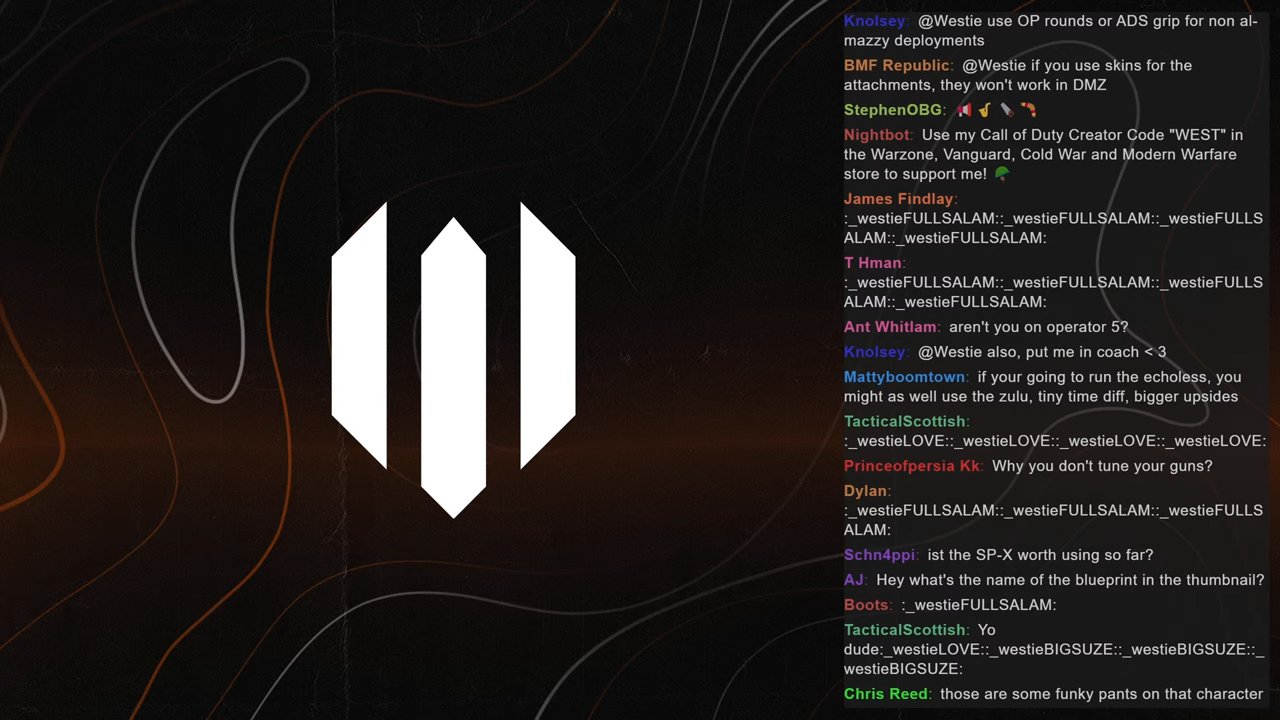 Knolsey: @Westie use OP rounds or ADS grip for non al-
mazzy deployments
BMF Republic: @Westie if you use skins for the
attachments, they won't work in DMZ
StephenOBG:
Nightbot: Use my Call of Duty Creator Code "WEST" in
the Warzone, Vanguard, Cold War and Modern Warfare
store to support me!
James Findlay:
:_westieFULLSALAM::_westieFULLSALAM::_westieFULLS
ALAM::_westieFULLSALAM:
T Hman:
:_westieFULLSALAM::_westieFULLSALAM::_westieFULLS
ALAM::_westieFULLSALAM:
Ant Whitlam: aren't you on operator 5?
Knolsey: @Westie also, put me in coach < 3
Mattyboomtown: if your going to run the echoless, you
might as well use the zulu, tiny time diff, bigger upsides
TacticalScottish:
:_westieLOVE::_westieLOVE::_westieLOVE::_westieLOVE:
Princeofpersia Kk: Why you don't tune your guns?
Dylan:
:_westieFULLSALAM::_westieFULLSALAM::_westieFULLS
ALAM:
Schn4ppi: ist the SP-X worth using so far?
AJ: Hey what's the name of the blueprint in the thumbnail?
Boots: :_westieFULLSALAM:
TacticalScottish: Yo
dude:_westieLOVE::_westieBIGSUZE::_westieBIGSUZE::_
westieBIGSUZE:
Chris Reed: those are some funky pants on that character